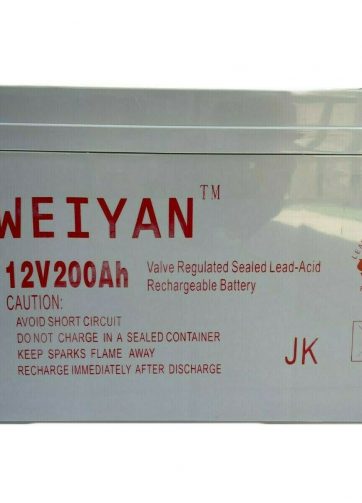 WEIYAN™
12V200Ah
Valve Regulated Sealed Lead-Acid
Rechargeable Battery
CAUTION:
AVOID SHORT CIRCUIT
DO NOT CHARGE IN A SEALED CONTAINER
KEEP SPARKS FLAME AWAY
RECHARGE IMMEDIATELY AFTER DISCHARGE
JK